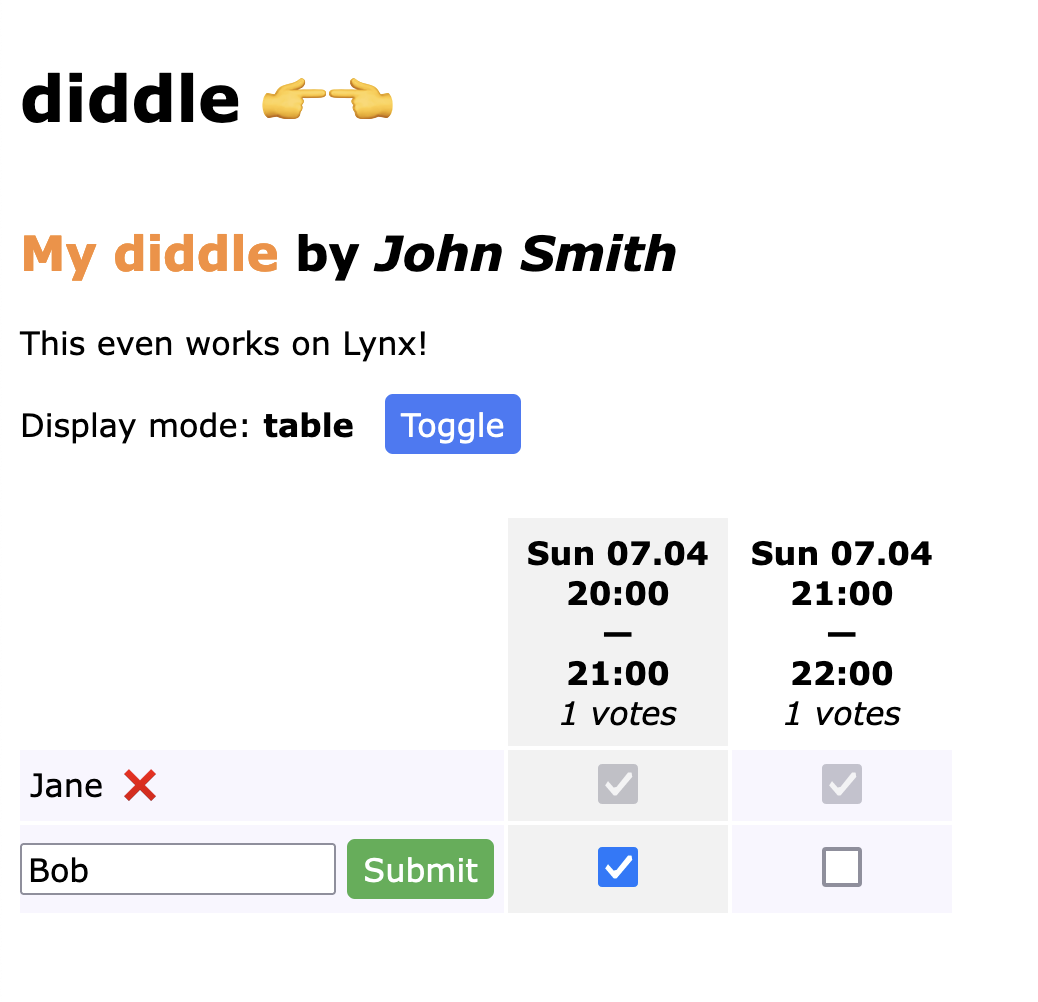 diddle 👉👈
My diddle by John Smith
This even works on Lynx!
Display mode: table Toggle
Sun 07.04 Sun 07.04
20:00 21:00
— —
21:00 22:00
1 votes 1 votes
Jane ❌
Bob Submit